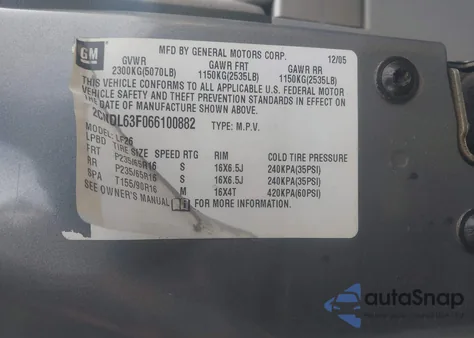 GM
MFD BY GENERAL MOTORS CORP. 12/05
GVWR GAWR FRT GAWR RR
2300KG(5070LB) 1150KG(2535LB) 1150KG(2535LB)
THIS VEHICLE CONFORMS TO ALL APPLICABLE U.S. FEDERAL MOTOR
VEHICLE SAFETY AND THEFT PREVENTION STANDARDS IN EFFECT ON
THE DATE OF MANUFACTURE SHOWN ABOVE.
2CNDL63F066100882 TYPE: M.P.V.
MODEL: LF26
LPBD TIRE SIZE SPEED RTG RIM COLD TIRE PRESSURE
FRT P235/65R16 S 16X6.5J 240KPA(35PSI)
RR P235/65R16 S 16X6.5J 240KPA(35PSI)
SPA T155/90R16 M 16X4T 420KPA(60PSI)
SEE OWNER'S MANUAL FOR MORE INFORMATION.
autoSnap